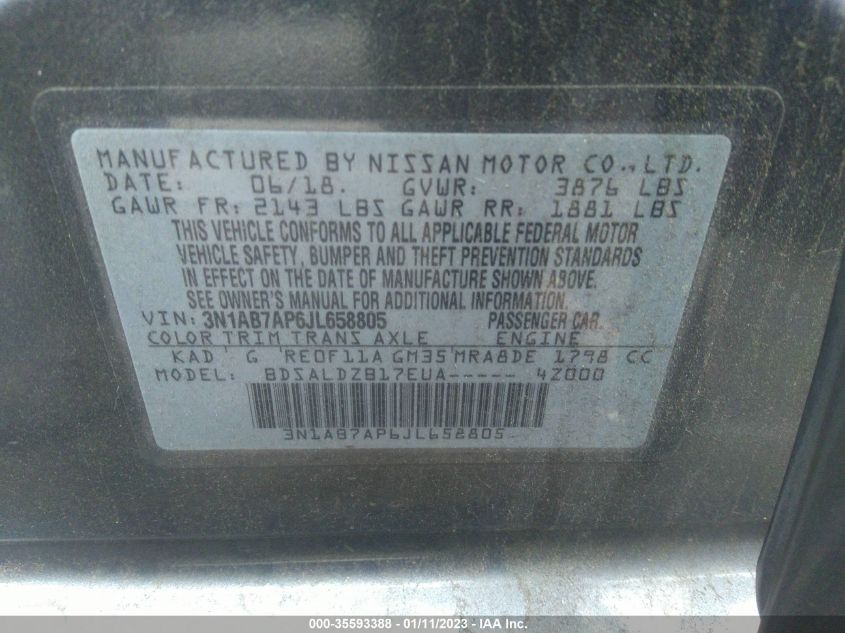 MANUFACTURED BY NISSAN MOTOR CO., LTD.
DATE: 06/18. GVWR: 3876 LBS
GAWR FR: 2143 LBS GAWR RR: 1881 LBS
THIS VEHICLE CONFORMS TO ALL APPLICABLE FEDERAL MOTOR
VEHICLE SAFETY, BUMPER AND THEFT PREVENTION STANDARDS
IN EFFECT ON THE DATE OF MANUFACTURE SHOWN ABOVE.
SEE OWNER'S MANUAL FOR ADDITIONAL INFORMATION.
VIN: 3N1AB7AP6JL658805 PASSENGER CAR.
COLOR TRIM TRANS AXLE ENGINE
KAD G RE0F11A GM35 MRA8DE 1798 CC
MODEL: BDSALDZB17EUA----- 4Z000
3N1AB7AP6JL658805
000-35593388 - 01/11/2023 - IAA Inc.